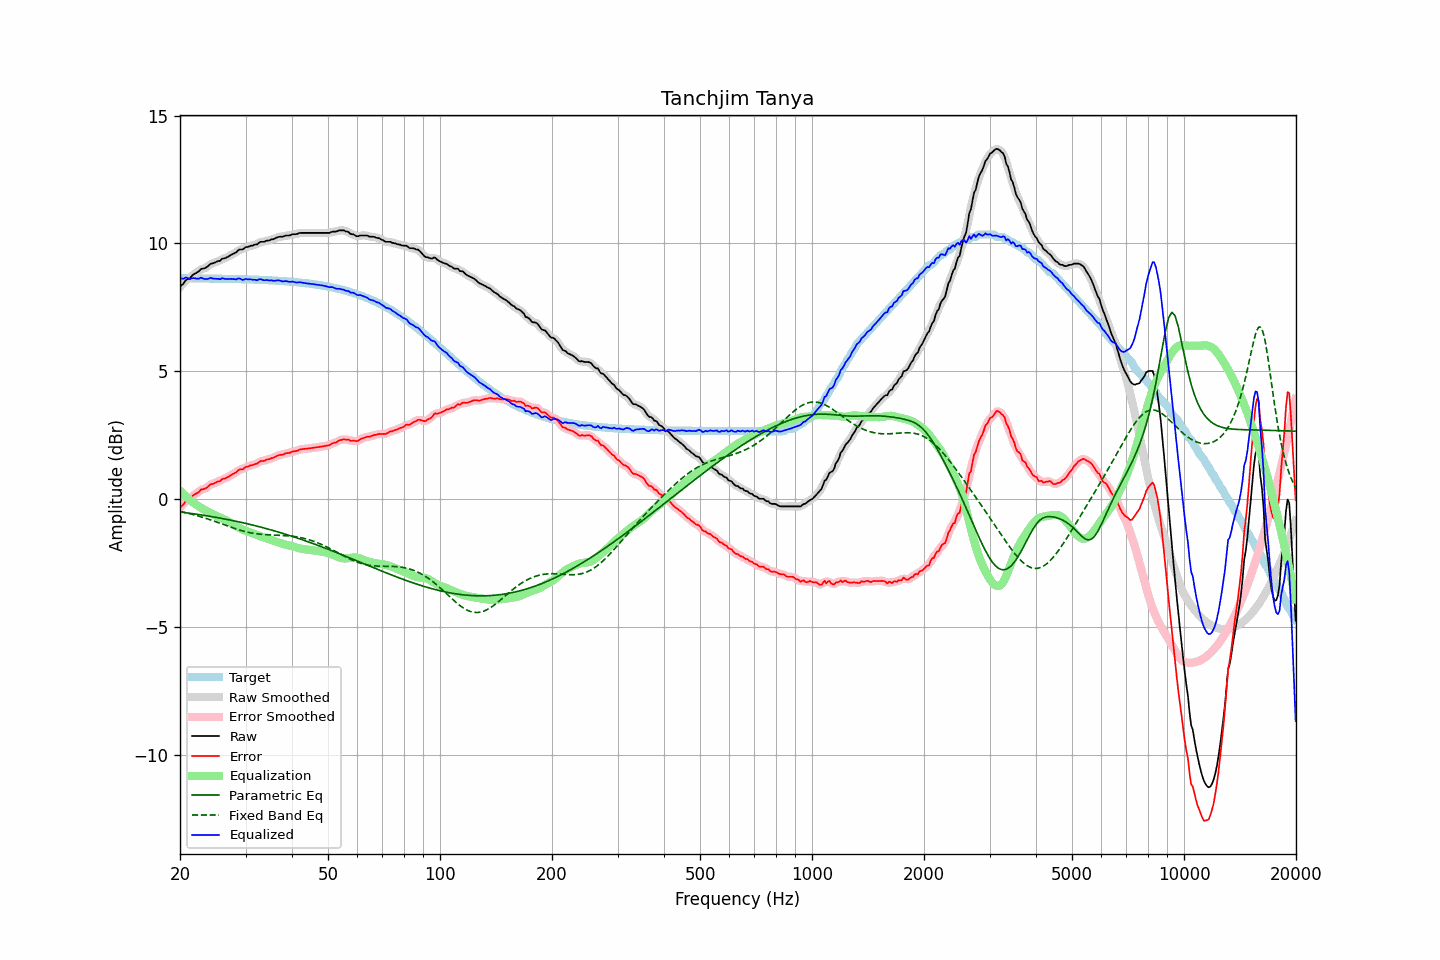 Tanchjim Tanya
15
10
5
0
−5
−10
Amplitude (dBr)
Target
Raw Smoothed
Error Smoothed
Raw
Error
Equalization
Parametric Eq
Fixed Band Eq
Equalized
20 50 100 200 500 1000 2000 5000 10000 20000
Frequency (Hz)